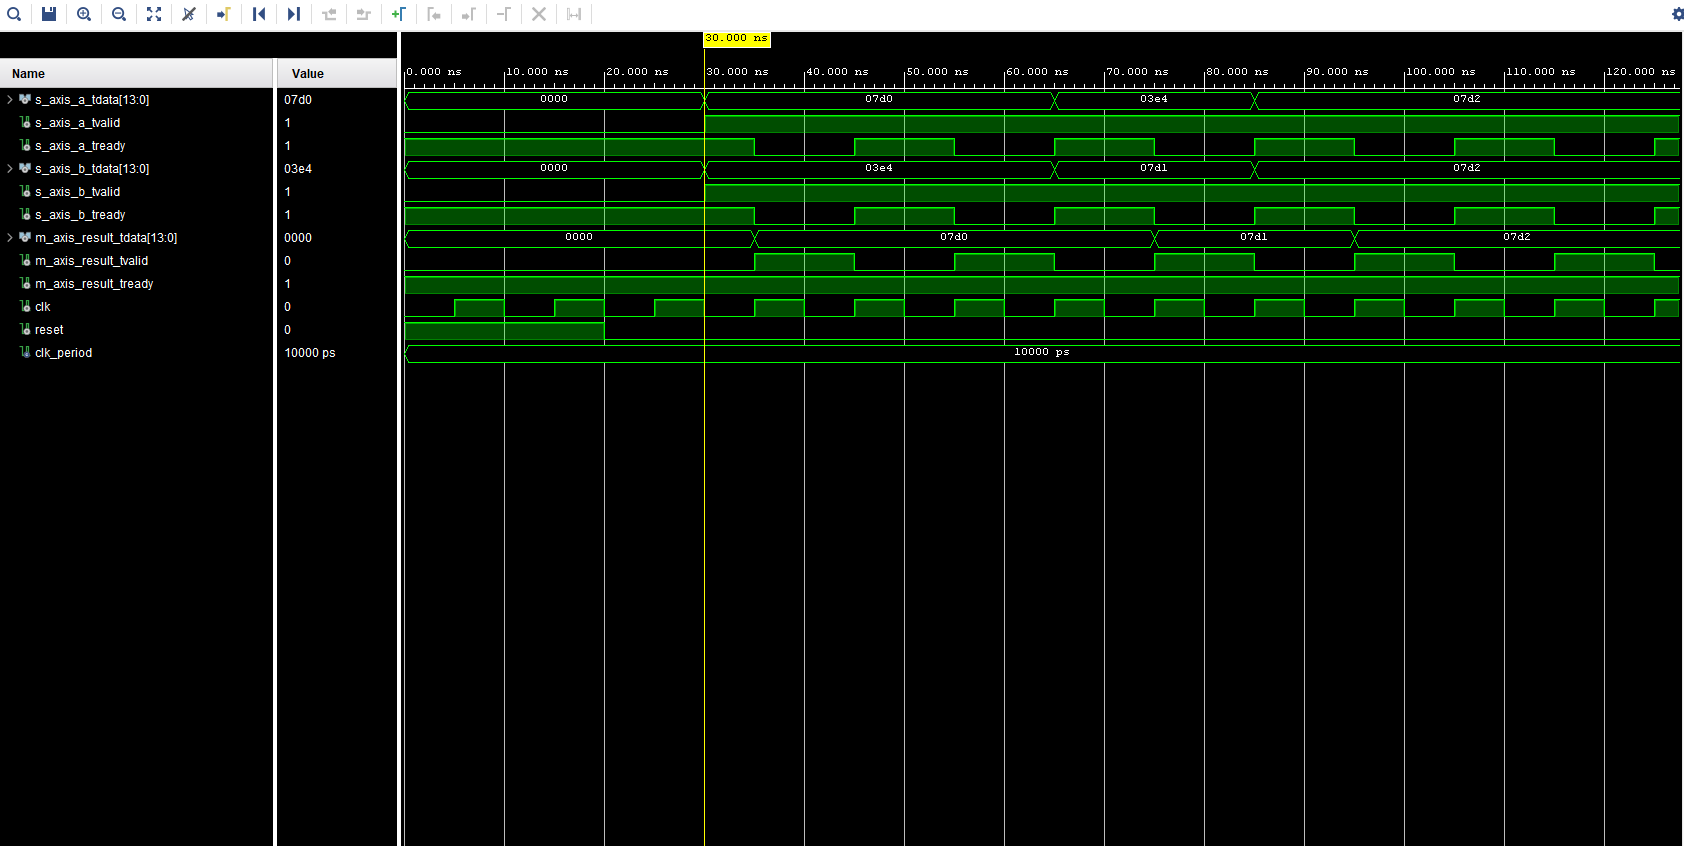 30.000 ns
Name Value
0.000 ns 10.000 ns 20.000 ns 30.000 ns 40.000 ns 50.000 ns 60.000 ns 70.000 ns 80.000 ns 90.000 ns 100.000 ns 110.000 ns 120.000 ns
s_axis_a_tdata[13:0] 07d0 0000 07d0 03e4 07d2
s_axis_a_tvalid 1
s_axis_a_tready 1
s_axis_b_tdata[13:0] 03e4 0000 03e4 07d1 07d2
s_axis_b_tvalid 1
s_axis_b_tready 1
m_axis_result_tdata[13:0] 0000 0000 07d0 07d1 07d2
m_axis_result_tvalid 0
m_axis_result_tready 1
clk 0
reset 0
clk_period 10000 ps 10000 ps